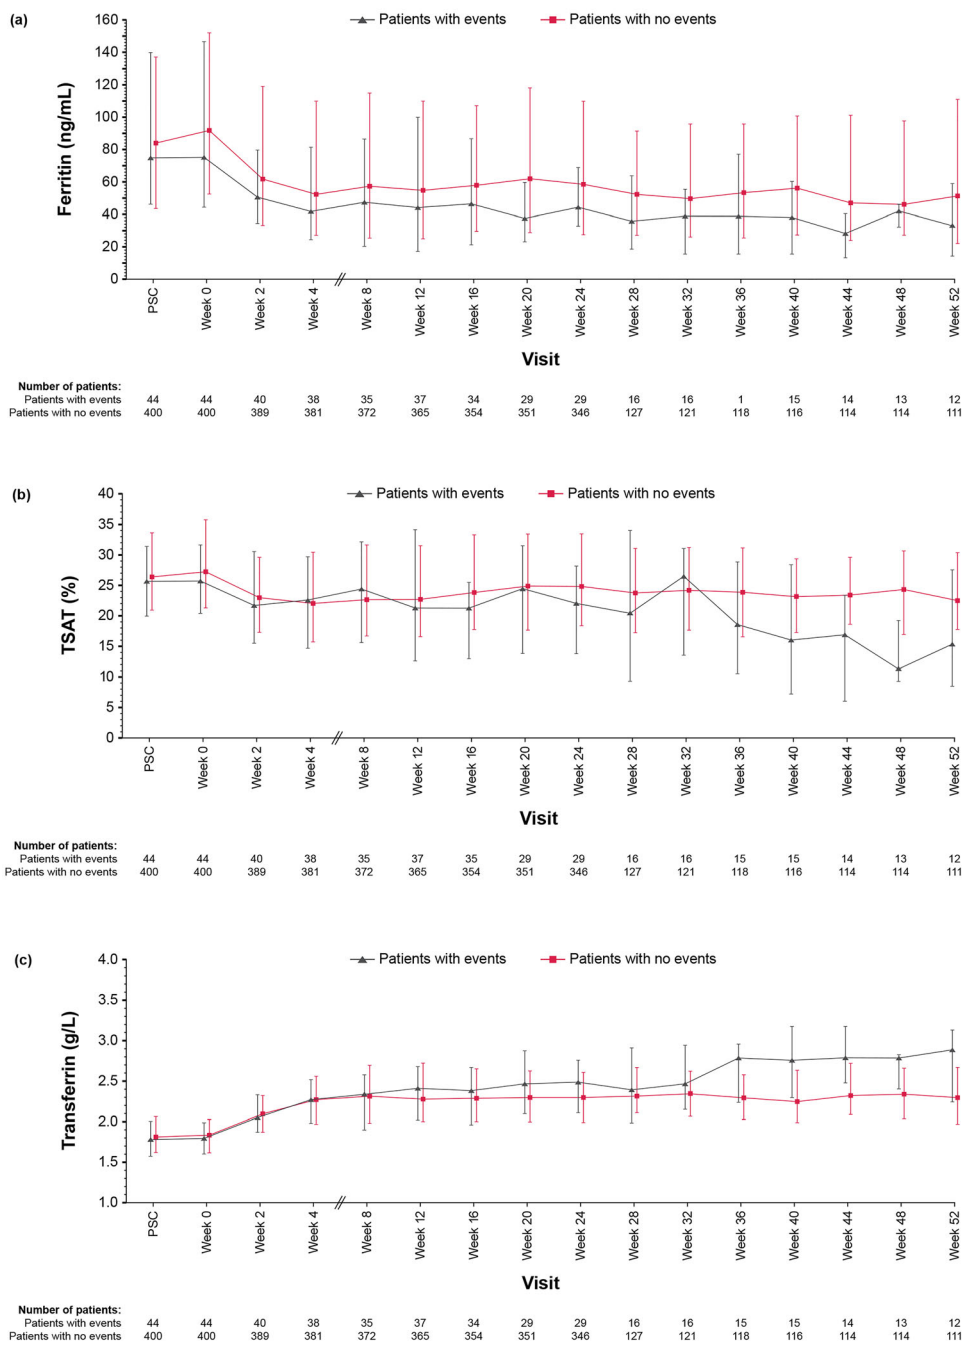 (a)
Patients with events Patients with no events
Ferritin (ng/mL)
160
140
120
100
80
60
40
20
0
PSC Week 0 Week 2 Week 4 Week 8 Week 12 Week 16 Week 20 Week 24 Week 28 Week 32 Week 36 Week 40 Week 44 Week 48 Week 52
Visit
Number of patients:
Patients with events 44 44 40 38 35 37 34 29 29 16 16 1 15 14 13 12
Patients with no events 400 400 389 381 372 365 354 351 346 127 121 118 116 114 114 111
(b)
Patients with events Patients with no events
TSAT (%)
40
35
30
25
20
15
10
5
0
PSC Week 0 Week 2 Week 4 Week 8 Week 12 Week 16 Week 20 Week 24 Week 28 Week 32 Week 36 Week 40 Week 44 Week 48 Week 52
Visit
Number of patients:
Patients with events 44 44 40 38 35 37 35 29 29 16 16 15 15 14 13 12
Patients with no events 400 400 389 381 372 365 354 351 346 127 121 118 116 114 114 111
(c)
Patients with events Patients with no events
Transferrin (g/L)
4.0
3.5
3.0
2.5
2.0
1.5
1.0
PSC Week 0 Week 2 Week 4 Week 8 Week 12 Week 16 Week 20 Week 24 Week 28 Week 32 Week 36 Week 40 Week 44 Week 48 Week 52
Visit
Number of patients:
Patients with events 44 44 40 38 35 37 34 29 29 16 16 15 15 14 13 12
Patients with no events 400 400 389 381 372 365 354 351 346 127 121 118 116 114 114 111